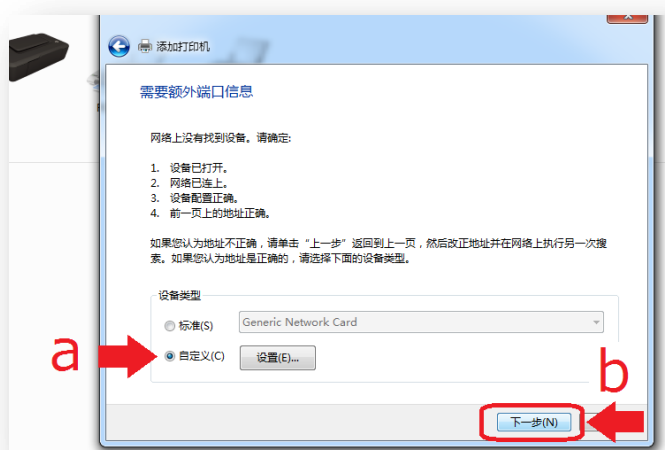 添加打印机
需要额外端口信息
网络上没有找到设备。请确定:
1. 设备已打开。
2. 网络已连上。
3. 设备配置正确。
4. 前一页上的地址正确。
如果您认为地址不正确，请单击“上一步”返回到上一页，然后改正地址并在网络上执行另一次搜
索。如果您认为地址是正确的，请选择下面的设备类型。
设备类型
标准(S) Generic Network Card
a 自定义(C) 设置(E)...
b
下一步(N)